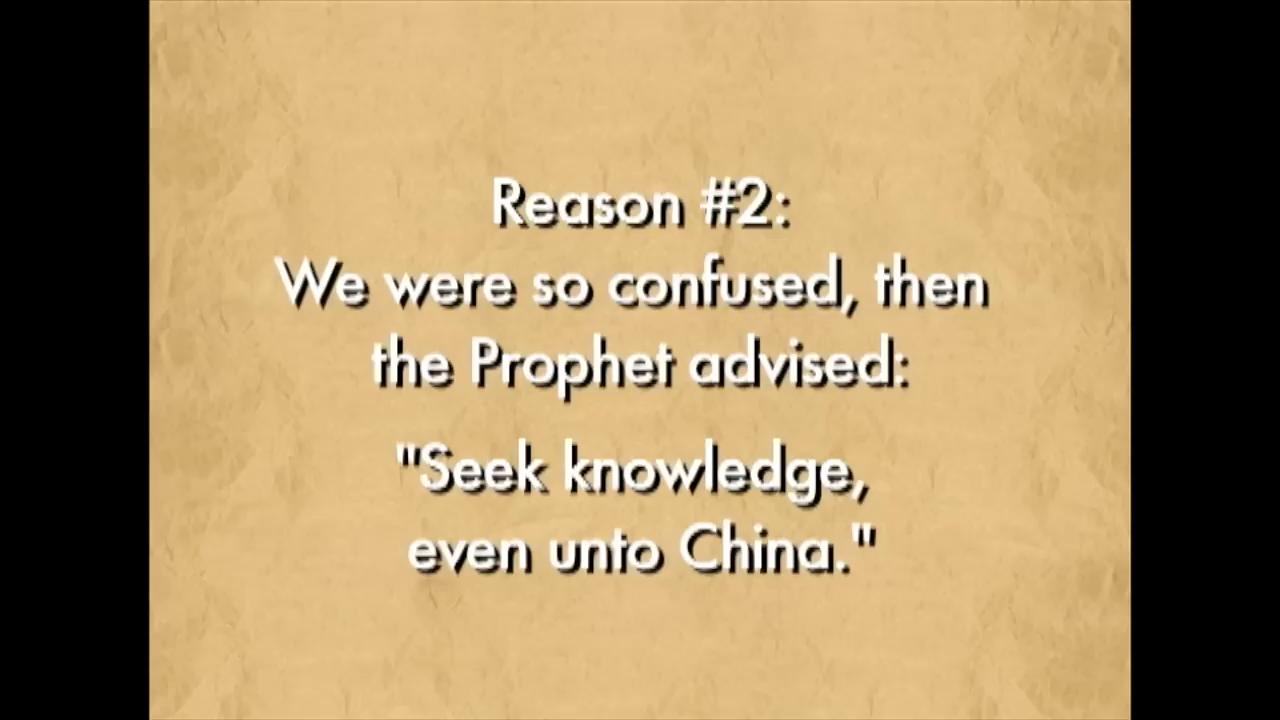 Reason #2:
We were so confused, then
the Prophet advised:
"Seek knowledge,
even unto China."